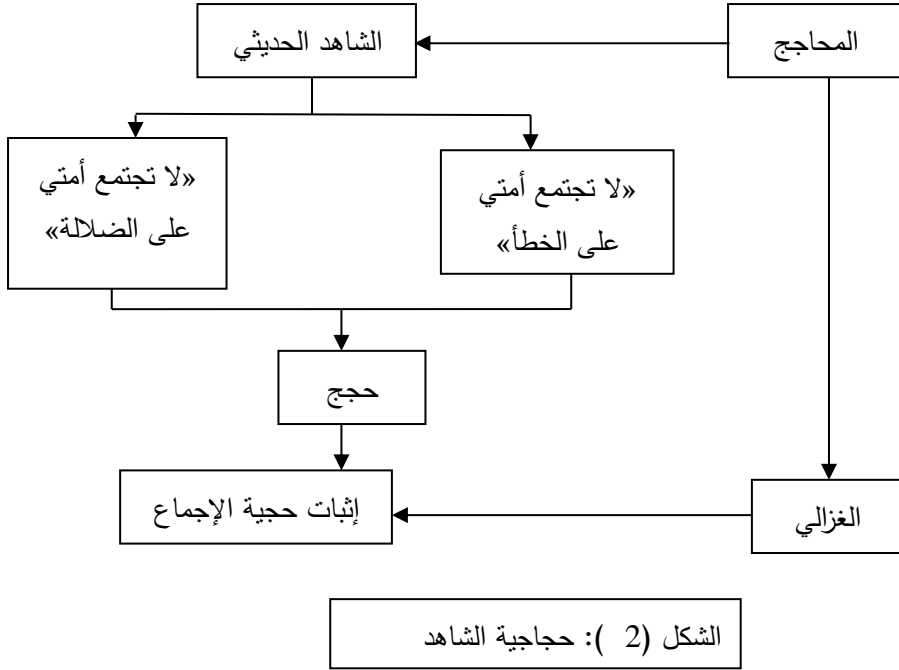 المحاجج
الشاهد الحديثي
«لا تجتمع أمتي
على الخطأ»
«لا تجتمع أمتي
على الضلالة»
حجج
إثبات حجية الإجماع
الغزالي
الشكل (2 ): حجاجية الشاهد